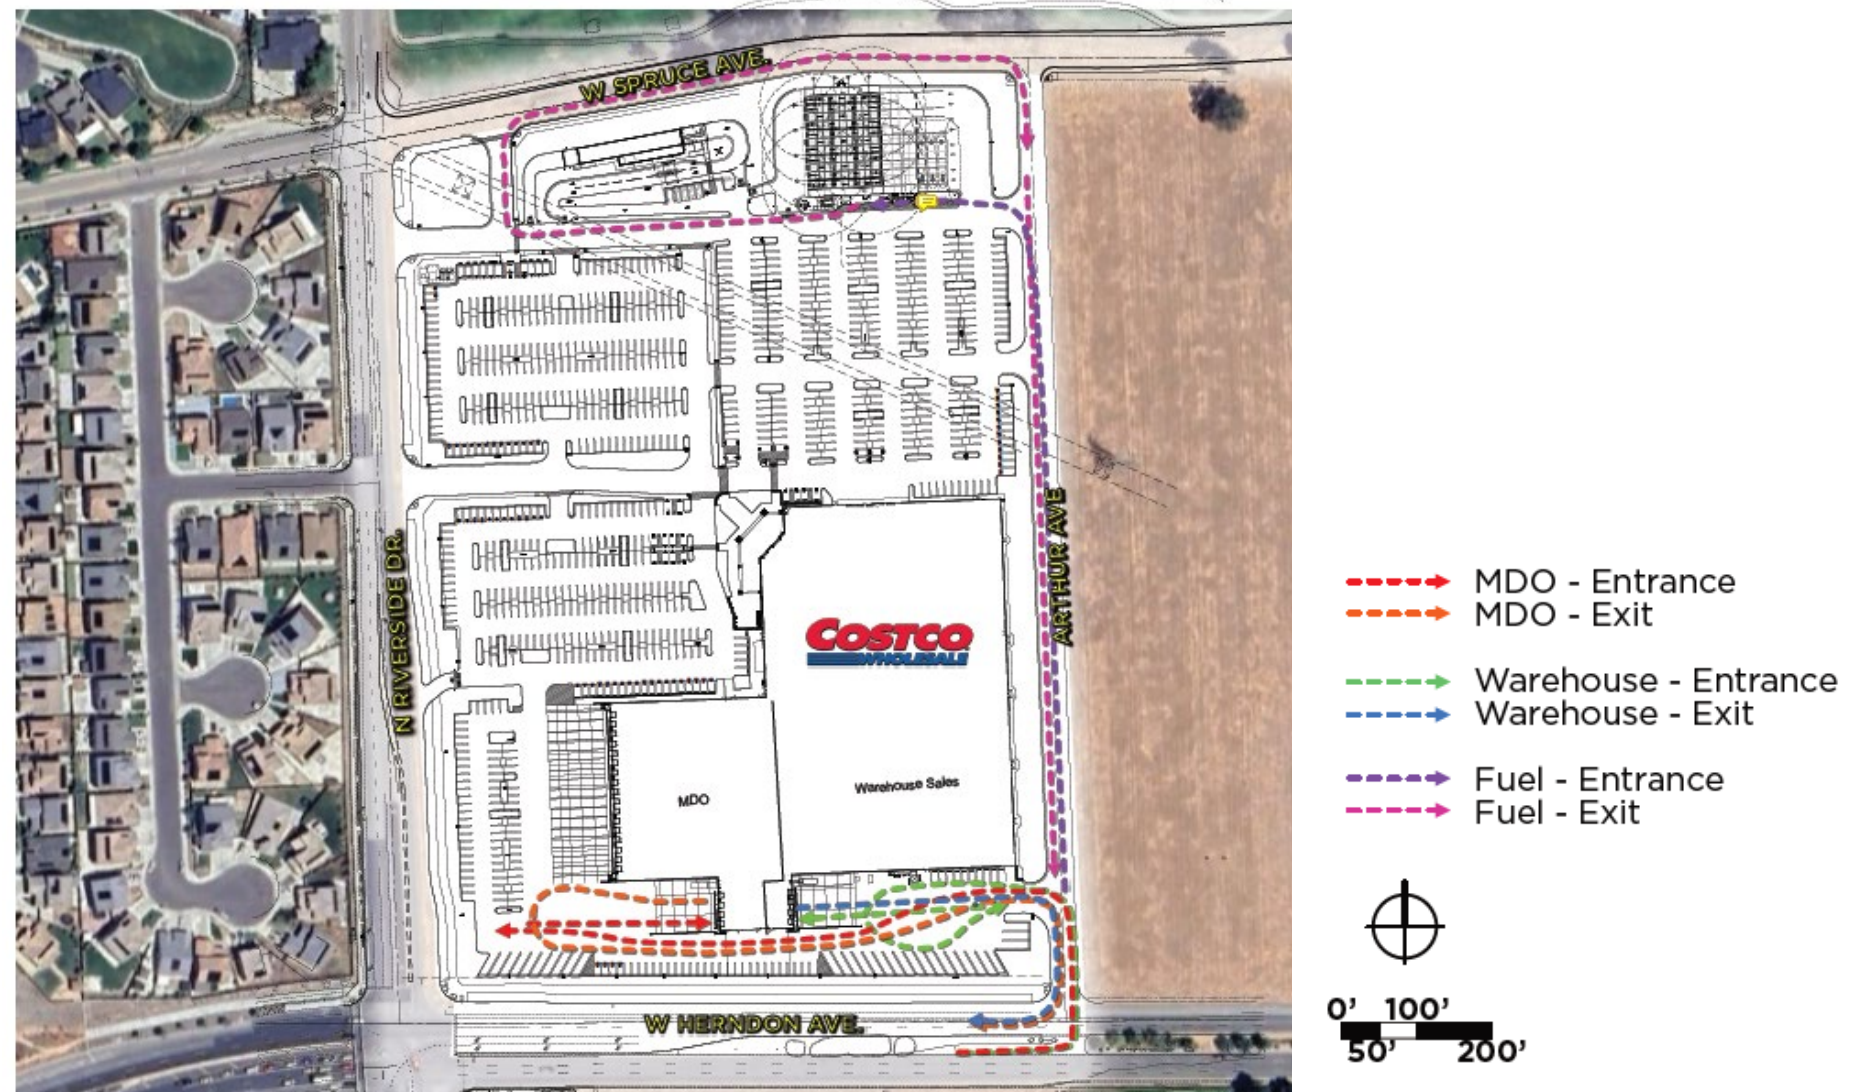 W SPRUCE AVE.
N RIVERSIDE DR.
ARTHUR AVE
COSTCO
WHOLESALE
MDO
Warehouse Sales
W HERNDON AVE.
MDO - Entrance
MDO - Exit
Warehouse - Entrance
Warehouse - Exit
Fuel - Entrance
Fuel - Exit
0' 100'
50' 200'